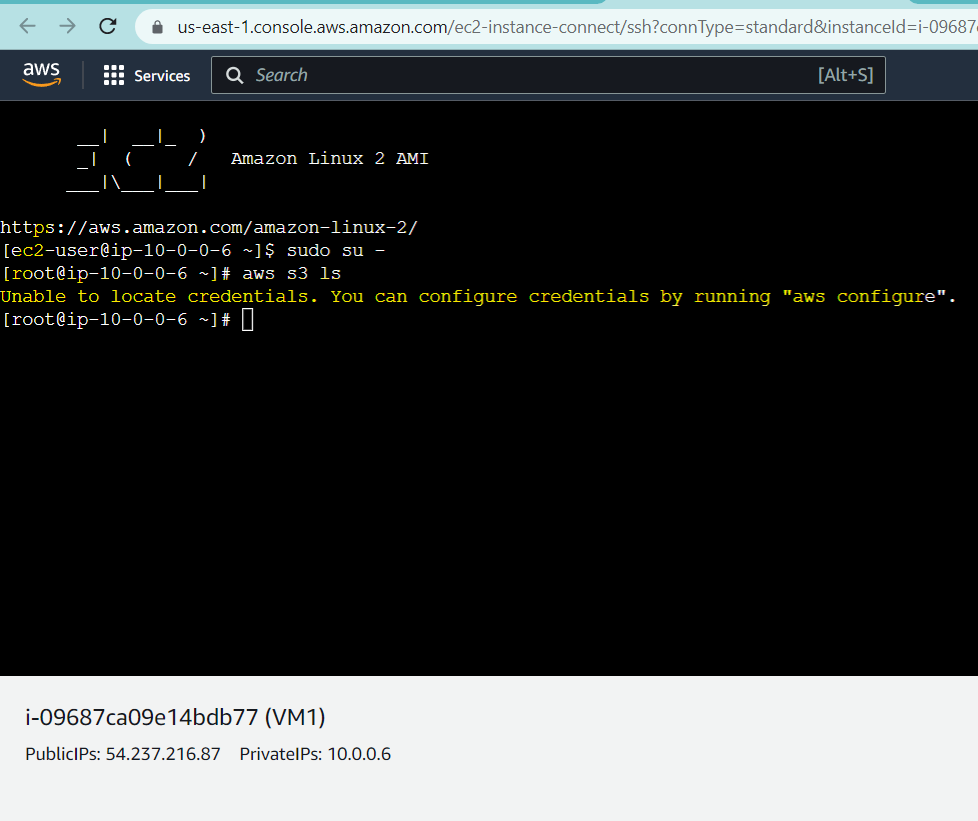 us-east-1.console.aws.amazon.com/ec2-instance-connect/ssh?connType=standard&instanceId=i-09687
aws Services Search [Alt+S]
__|  __|_  )
_|  (     /   Amazon Linux 2 AMI
___|\___|___|
https://aws.amazon.com/amazon-linux-2/
[ec2-user@ip-10-0-0-6 ~]$ sudo su -
[root@ip-10-0-0-6 ~]# aws s3 ls
Unable to locate credentials. You can configure credentials by running "aws configure".
[root@ip-10-0-0-6 ~]#
i-09687ca09e14bdb77 (VM1)
PublicIPs: 54.237.216.87 PrivateIPs: 10.0.0.6